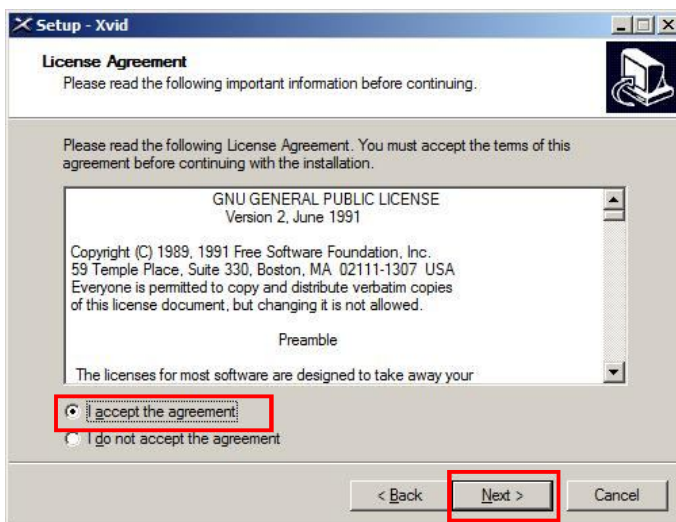 Setup - Xvid
License Agreement
Please read the following important information before continuing.
Please read the following License Agreement. You must accept the terms of this
agreement before continuing with the installation.
GNU GENERAL PUBLIC LICENSE
Version 2, June 1991
Copyright (C) 1989, 1991 Free Software Foundation, Inc.
59 Temple Place, Suite 330, Boston, MA  02111-1307  USA
Everyone is permitted to copy and distribute verbatim copies
of this license document, but changing it is not allowed.
Preamble
The licenses for most software are designed to take away your
I accept the agreement
I do not accept the agreement
< Back
Next >
Cancel